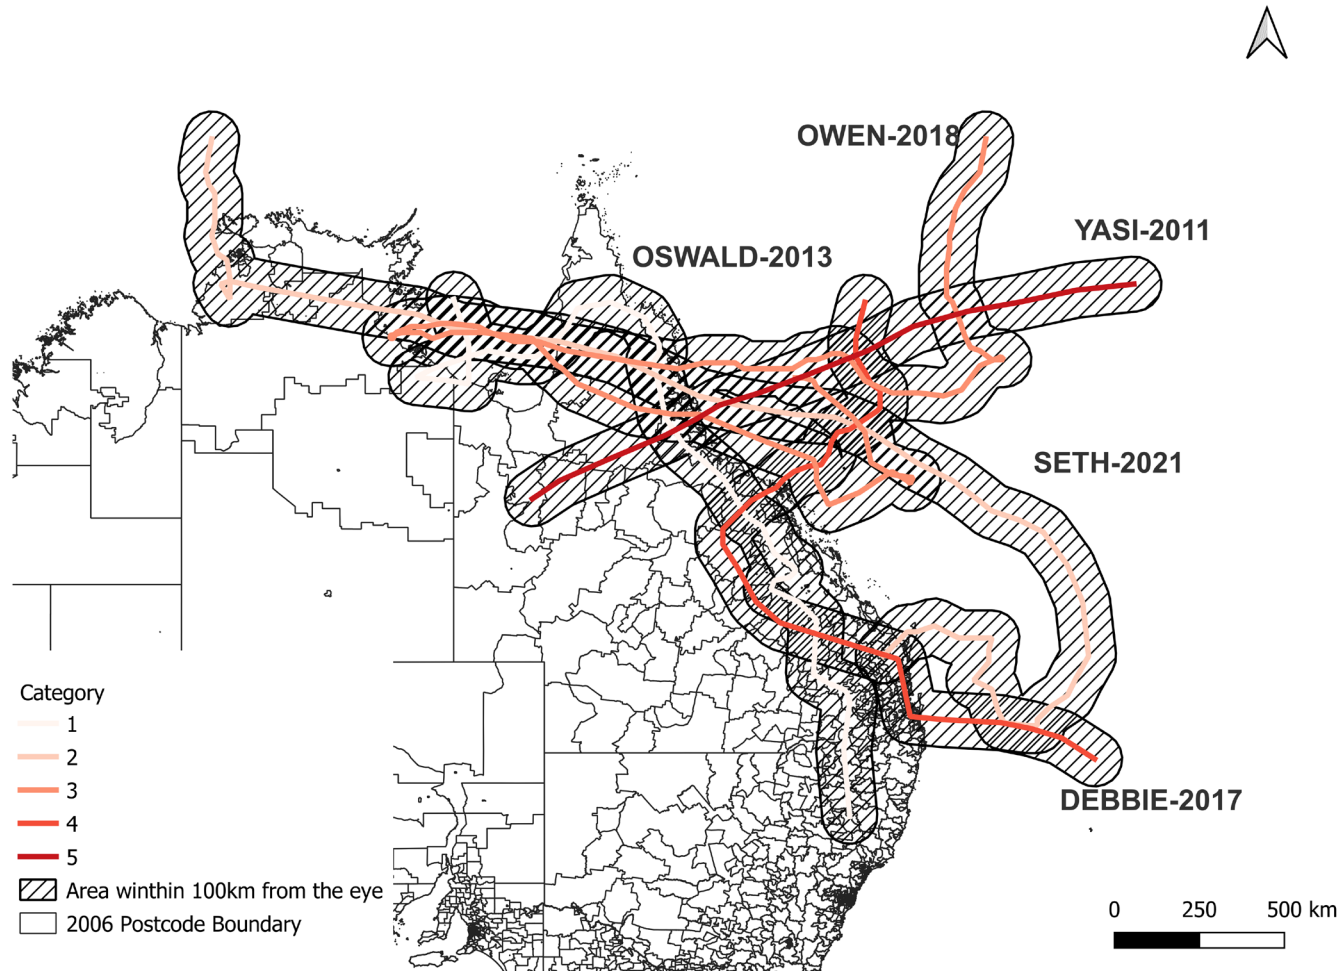 OWEN-2018
YASI-2011
OSWALD-2013
SETH-2021
DEBBIE-2017
Category
1
2
3
4
5
Area winthin 100km from the eye
2006 Postcode Boundary
0 250 500 km